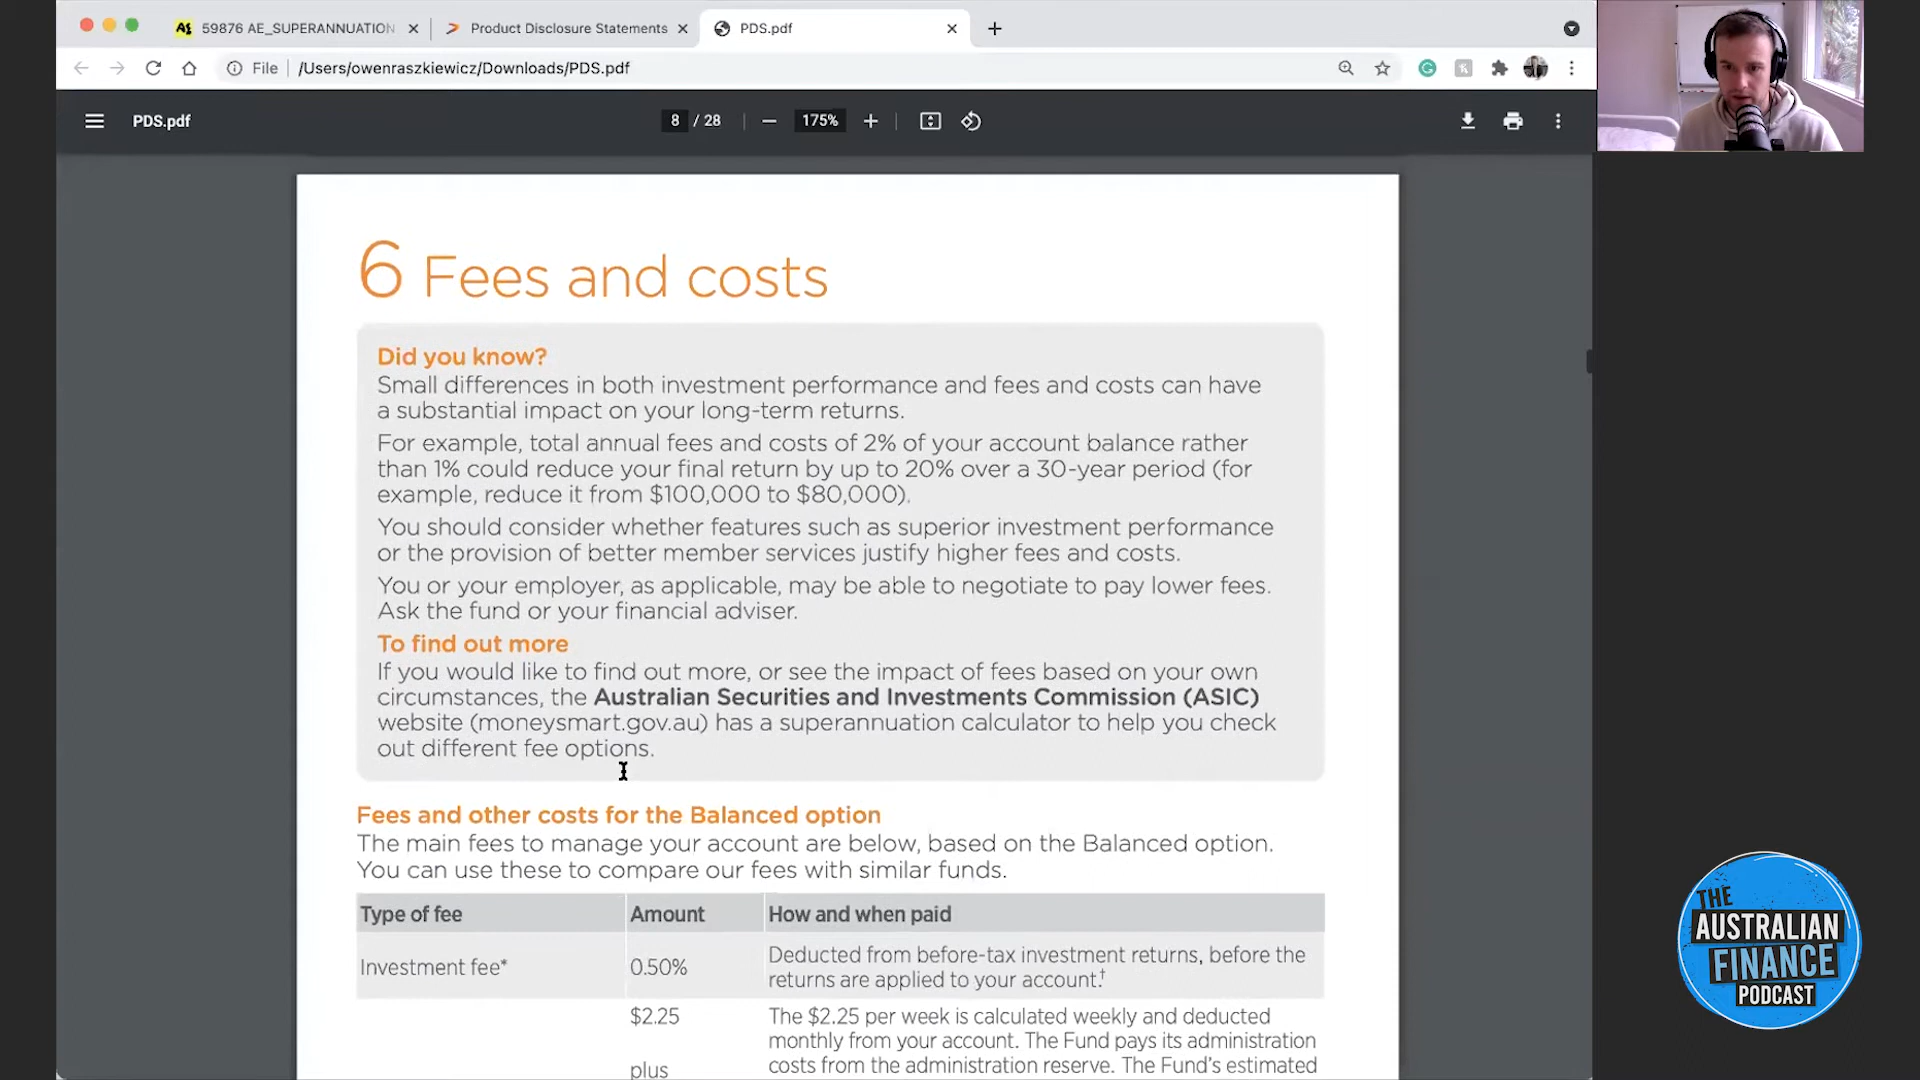 59876 AE_SUPERANNUATION
Product Disclosure Statements
PDS.pdf
File
/Users/owenraszkiewicz/Downloads/PDS.pdf
PDS.pdf
8 / 28
175%
6 Fees and costs
Did you know?
Small differences in both investment performance and fees and costs can have
a substantial impact on your long-term returns.
For example, total annual fees and costs of 2% of your account balance rather
than 1% could reduce your final return by up to 20% over a 30-year period (for
example, reduce it from $100,000 to $80,000).
You should consider whether features such as superior investment performance
or the provision of better member services justify higher fees and costs.
You or your employer, as applicable, may be able to negotiate to pay lower fees.
Ask the fund or your financial adviser.
To find out more
If you would like to find out more, or see the impact of fees based on your own
circumstances, the Australian Securities and Investments Commission (ASIC)
website (moneysmart.gov.au) has a superannuation calculator to help you check
out different fee options.
Fees and other costs for the Balanced option
The main fees to manage your account are below, based on the Balanced option.
You can use these to compare our fees with similar funds.
Type of fee Amount How and when paid
Investment fee* 0.50% Deducted from before-tax investment returns, before the
returns are applied to your account.†
$2.25 The $2.25 per week is calculated weekly and deducted
monthly from your account. The Fund pays its administration
plus costs from the administration reserve. The Fund's estimated
THE
AUSTRALIAN
FINANCE
PODCAST